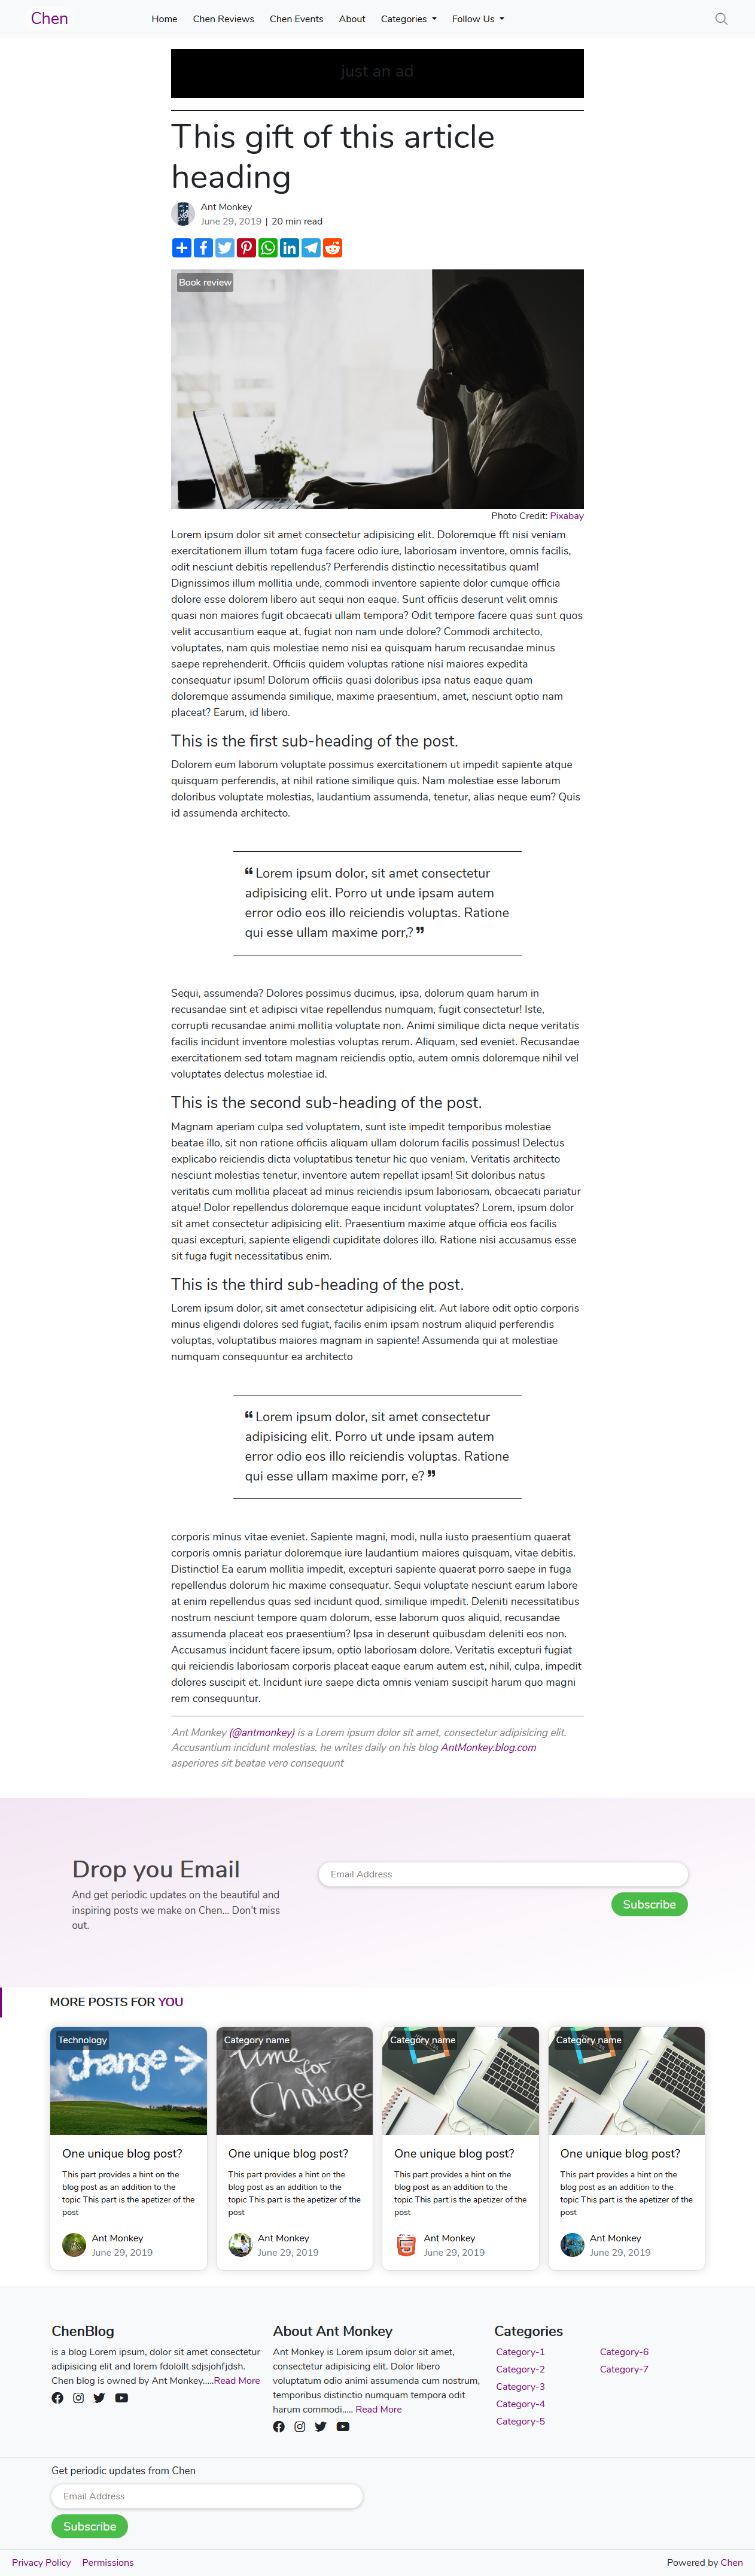 Chen
Home Chen Reviews Chen Events About Categories Follow Us
just an ad
This gift of this article
heading
Ant Monkey
June 29, 2019 | 20 min read
Book review
Photo Credit: Pixabay
Lorem ipsum dolor sit amet consectetur adipisicing elit. Doloremque fft nisi veniam
exercitationem illum totam fuga facere odio iure, laboriosam inventore, omnis facilis,
odit nesciunt debitis repellendus? Perferendis distinctio necessitatibus quam!
Dignissimos illum mollitia unde, commodi inventore sapiente dolor cumque officia
dolore esse dolorem libero aut sequi non eaque. Sunt officiis deserunt velit omnis
quasi non maiores fugit obcaecati ullam tempora? Odit tempore facere quas sunt quos
velit accusantium eaque at, fugiat non nam unde dolore? Commodi architecto,
voluptates, nam quis molestiae nemo nisi ea quisquam harum recusandae minus
saepe reprehenderit. Officiis quidem voluptas ratione nisi maiores expedita
consequatur ipsum! Dolorum officiis quasi doloribus ipsa natus eaque quam
doloremque assumenda similique, maxime praesentium, amet, nesciunt optio nam
placeat? Earum, id libero.
This is the first sub-heading of the post.
Dolorem eum laborum voluptate possimus exercitationem ut impedit sapiente atque
quisquam perferendis, at nihil ratione similique quis. Nam molestiae esse laborum
doloribus voluptate molestias, laudantium assumenda, tenetur, alias neque eum? Quis
id assumenda architecto.
❝ Lorem ipsum dolor, sit amet consectetur
adipisicing elit. Porro ut unde ipsam autem
error odio eos illo reiciendis voluptas. Ratione
qui esse ullam maxime porr,? ❞
Sequi, assumenda? Dolores possimus ducimus, ipsa, dolorum quam harum in
recusandae sint et adipisci vitae repellendus numquam, fugit consectetur! Iste,
corrupti recusandae animi mollitia voluptate non. Animi similique dicta neque veritatis
facilis incidunt inventore molestias voluptas rerum. Aliquam, sed eveniet. Recusandae
exercitationem sed totam magnam reiciendis optio, autem omnis doloremque nihil vel
voluptates delectus molestiae id.
This is the second sub-heading of the post.
Magnam aperiam culpa sed voluptatem, sunt iste impedit temporibus molestiae
beatae illo, sit non ratione officiis aliquam ullam dolorum facilis possimus! Delectus
explicabo reiciendis dicta voluptatibus tenetur hic quo veniam. Veritatis architecto
nesciunt molestias tenetur, inventore autem repellat ipsam! Sit doloribus natus
veritatis cum mollitia placeat ad minus reiciendis ipsum laboriosam, obcaecati pariatur
atque! Dolor repellendus doloremque eaque incidunt voluptates? Lorem, ipsum dolor
sit amet consectetur adipisicing elit. Praesentium maxime atque officia eos facilis
quasi excepturi, sapiente eligendi cupiditate dolores illo. Ratione nisi accusamus esse
sit fuga fugit necessitatibus enim.
This is the third sub-heading of the post.
Lorem ipsum dolor, sit amet consectetur adipisicing elit. Aut labore odit optio corporis
minus eligendi dolores sed fugiat, facilis enim ipsam nostrum aliquid perferendis
voluptas, voluptatibus maiores magnam in sapiente! Assumenda qui at molestiae
numquam consequuntur ea architecto
❝ Lorem ipsum dolor, sit amet consectetur
adipisicing elit. Porro ut unde ipsam autem
error odio eos illo reiciendis voluptas. Ratione
qui esse ullam maxime porr, e? ❞
corporis minus vitae eveniet. Sapiente magni, modi, nulla iusto praesentium quaerat
corporis omnis pariatur doloremque iure laudantium maiores quisquam, vitae debitis.
Distinctio! Ea earum mollitia impedit, excepturi sapiente quaerat porro saepe in fuga
repellendus dolorum hic maxime consequatur. Sequi voluptate nesciunt earum labore
at enim repellendus quas sed incidunt quod, similique impedit. Deleniti necessitatibus
nostrum nesciunt tempore quam dolorum, esse laborum quos aliquid, recusandae
assumenda placeat eos praesentium? Ipsa in deserunt quibusdam deleniti eos non.
Accusamus incidunt facere ipsum, optio laboriosam dolore. Veritatis excepturi fugiat
qui reiciendis laboriosam corporis placeat eaque earum autem est, nihil, culpa, impedit
dolores suscipit et. Incidunt iure saepe dicta omnis veniam suscipit harum quo magni
rem consequuntur.
Ant Monkey (@antmonkey) is a Lorem ipsum dolor sit amet, consectetur adipisicing elit.
Accusantium incidunt molestias. he writes daily on his blog AntMonkey.blog.com
asperiores sit beatae vero consequunt
Drop you Email
And get periodic updates on the beautiful and
inspiring posts we make on Chen... Don't miss
out.
Email Address
Subscribe
MORE POSTS FOR YOU
Technology
change
One unique blog post?
This part provides a hint on the
blog post as an addition to the
topic This part is the apetizer of the
post
Ant Monkey
June 29, 2019
Category name
Time for
Change
One unique blog post?
This part provides a hint on the
blog post as an addition to the
topic This part is the apetizer of the
post
Ant Monkey
June 29, 2019
Category name
One unique blog post?
This part provides a hint on the
blog post as an addition to the
topic This part is the apetizer of the
post
Ant Monkey
June 29, 2019
Category name
One unique blog post?
This part provides a hint on the
blog post as an addition to the
topic This part is the apetizer of the
post
Ant Monkey
June 29, 2019
ChenBlog
is a blog Lorem ipsum, dolor sit amet consectetur
adipisicing elit and lorem fdolollt sdjsjohfjdsh.
Chen blog is owned by Ant Monkey.....Read More
About Ant Monkey
Ant Monkey is Lorem ipsum dolor sit amet,
consectetur adipisicing elit. Dolor libero
voluptatum odio animi assumenda cum nostrum,
temporibus distinctio numquam tempora odit
harum commodi..... Read More
Categories
Category-1
Category-2
Category-3
Category-4
Category-5
Category-6
Category-7
Get periodic updates from Chen
Email Address
Subscribe
Privacy Policy Permissions
Powered by Chen